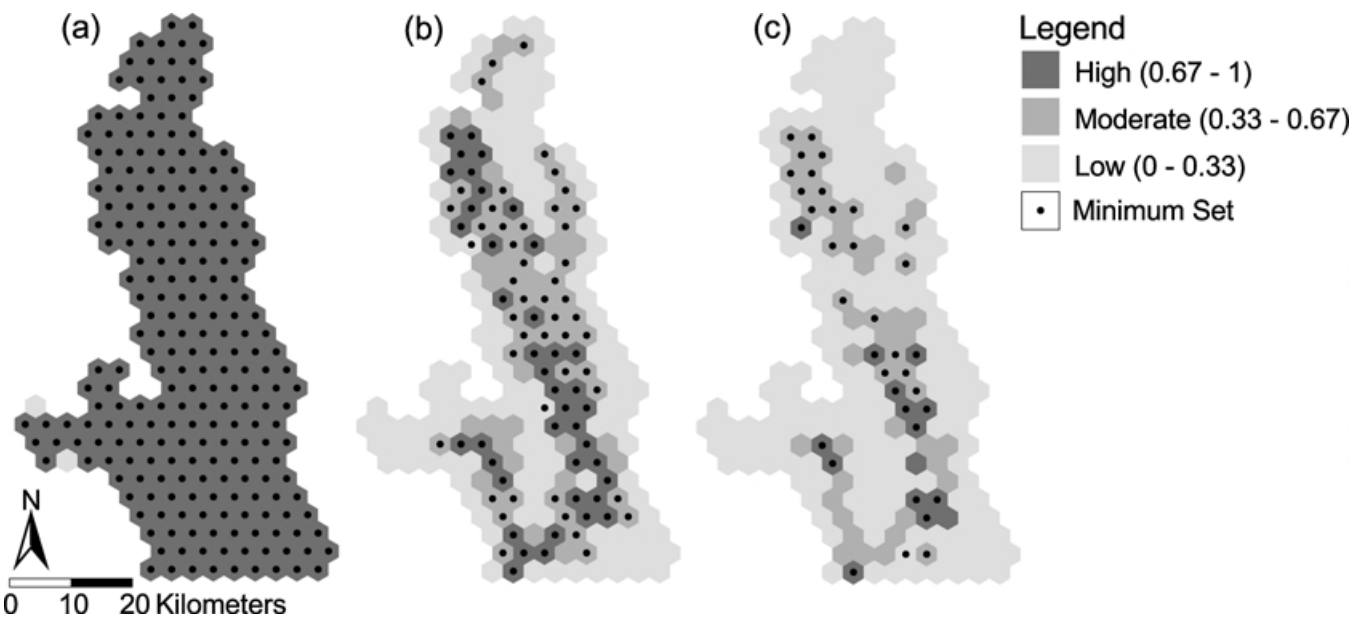 (a)
(b)
(c)
Legend
High (0.67 - 1)
Moderate (0.33 - 0.67)
Low (0 - 0.33)
Minimum Set
N
0 10 20 Kilometers